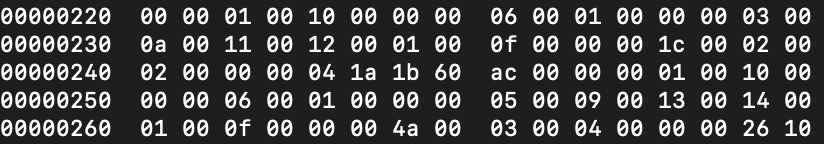 00000220  00 00 01 00 10 00 00 00  06 00 01 00 00 00 03 00
00000230  0a 00 11 00 12 00 01 00  0f 00 00 00 1c 00 02 00
00000240  02 00 00 00 04 1a 1b 60  ac 00 00 00 01 00 10 00
00000250  00 00 06 00 01 00 00 00  05 00 09 00 13 00 14 00
00000260  01 00 0f 00 00 00 4a 00  03 00 04 00 00 00 26 10